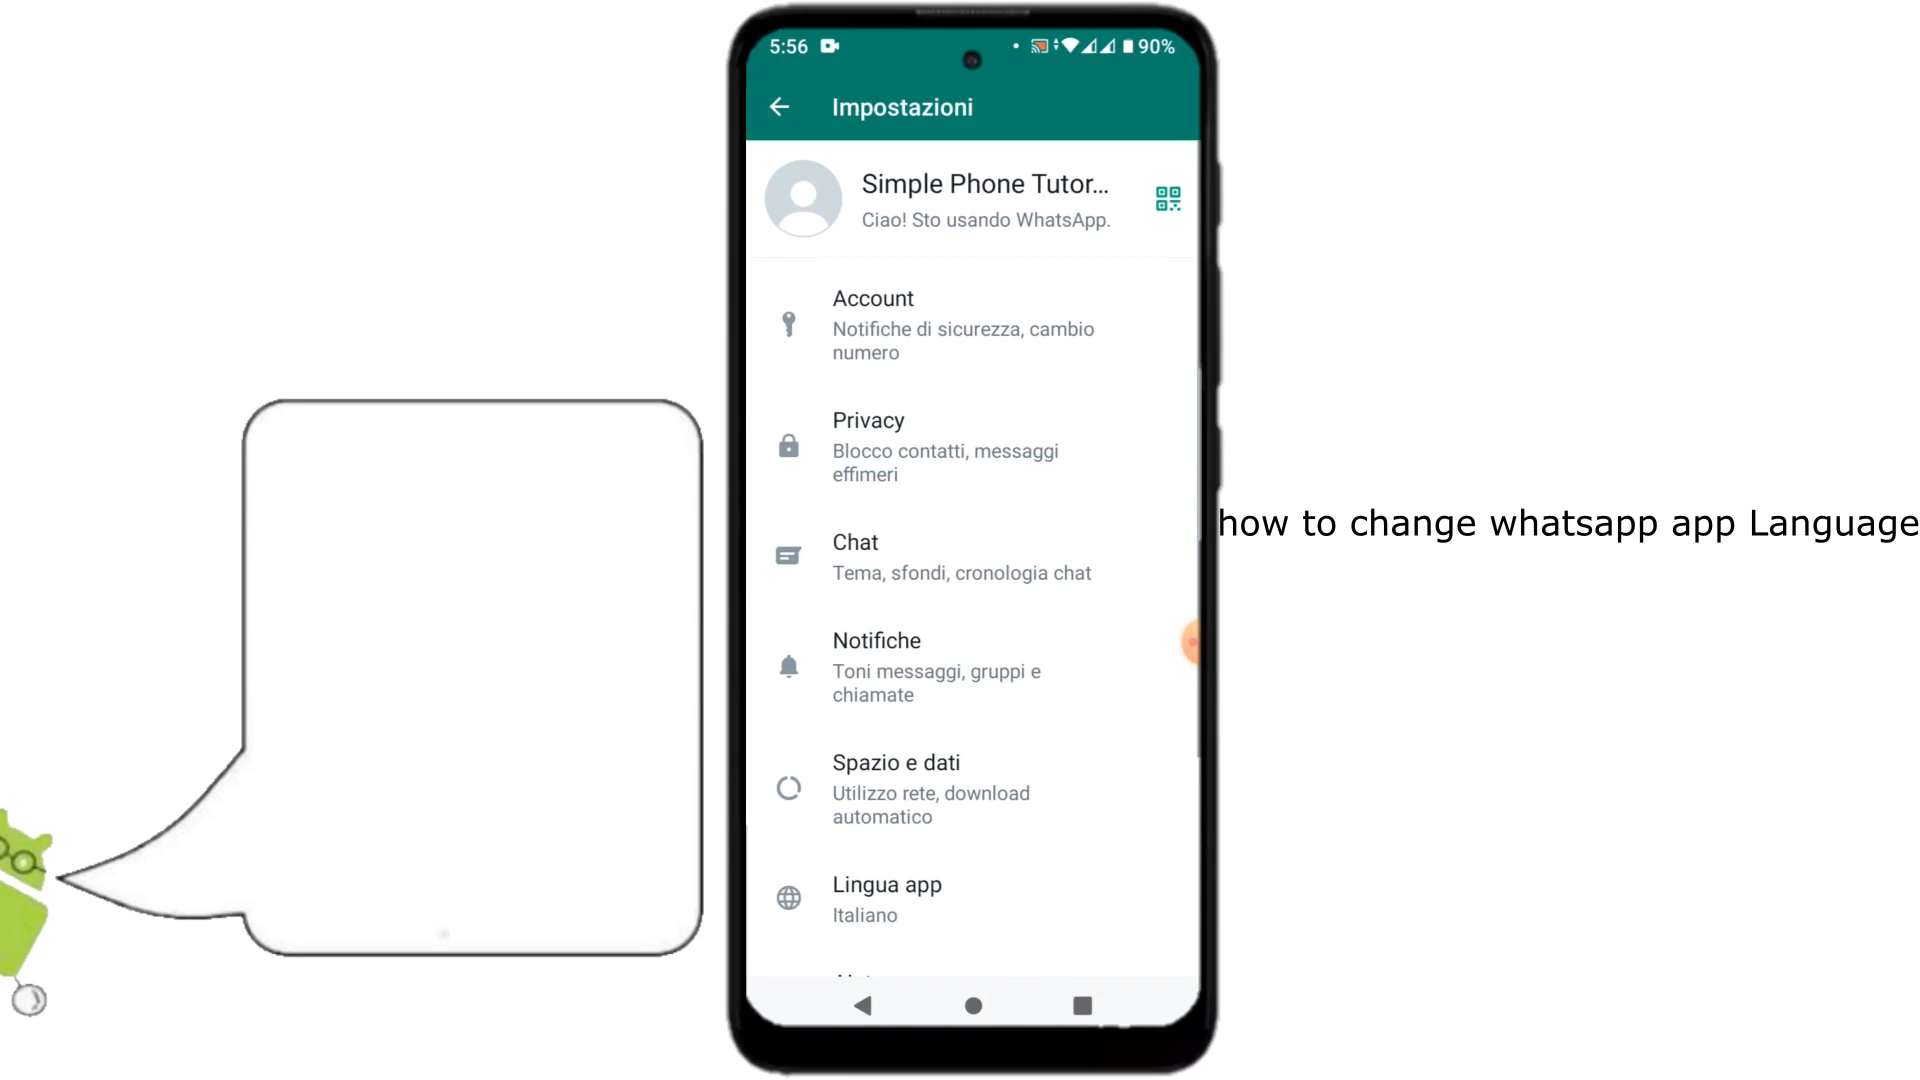 5:56
90%
Impostazioni
Simple Phone Tutor...
Ciao! Sto usando WhatsApp.
Account
Notifiche di sicurezza, cambio
numero
Privacy
Blocco contatti, messaggi
effimeri
Chat
Tema, sfondi, cronologia chat
Notifiche
Toni messaggi, gruppi e
chiamate
Spazio e dati
Utilizzo rete, download
automatico
Lingua app
Italiano
how to change whatsapp app Language